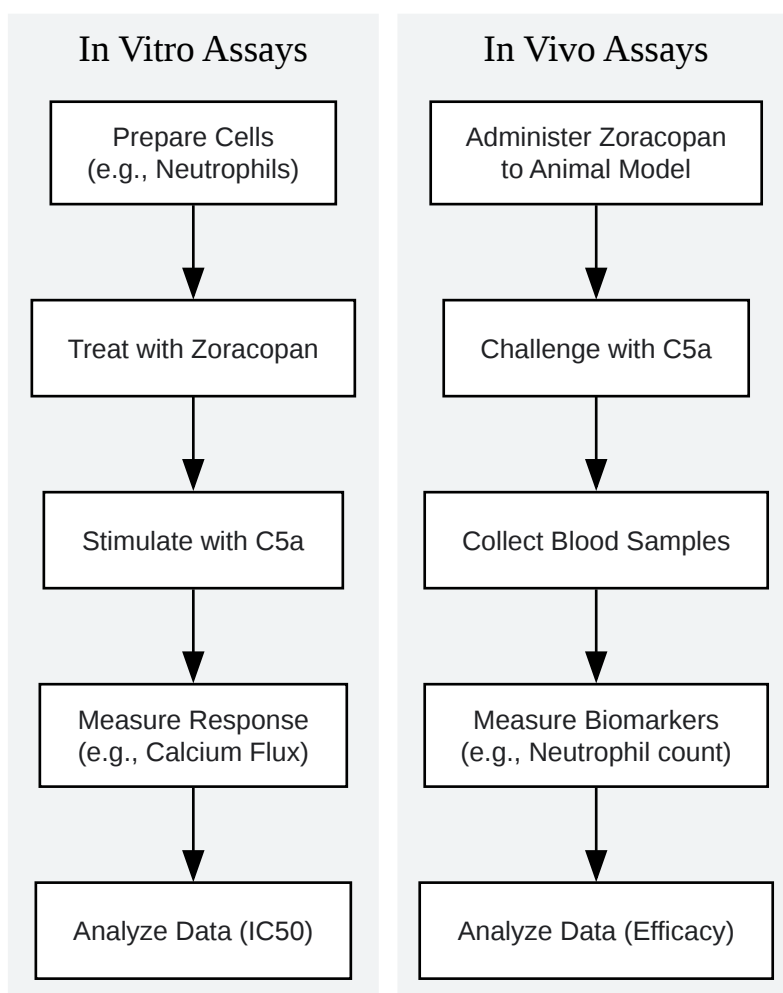 In Vitro Assays
Prepare Cells
(e.g., Neutrophils)
Treat with Zoracopan
Stimulate with C5a
Measure Response
(e.g., Calcium Flux)
Analyze Data (IC50)
In Vivo Assays
Administer Zoracopan
to Animal Model
Challenge with C5a
Collect Blood Samples
Measure Biomarkers
(e.g., Neutrophil count)
Analyze Data (Efficacy)